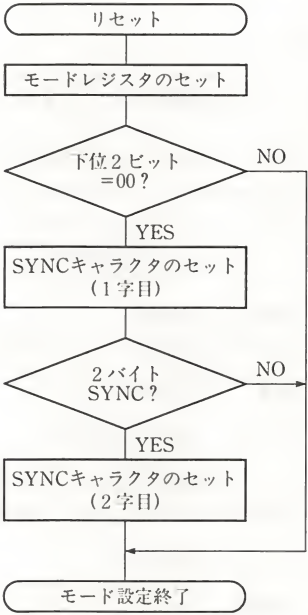 リセット
モードレジスタのセット
下位2ビット
=00?
NO
YES
SYNCキャラクタのセット
(1字目)
2バイト
SYNC?
NO
YES
SYNCキャラクタのセット
(2字目)
モード設定終了